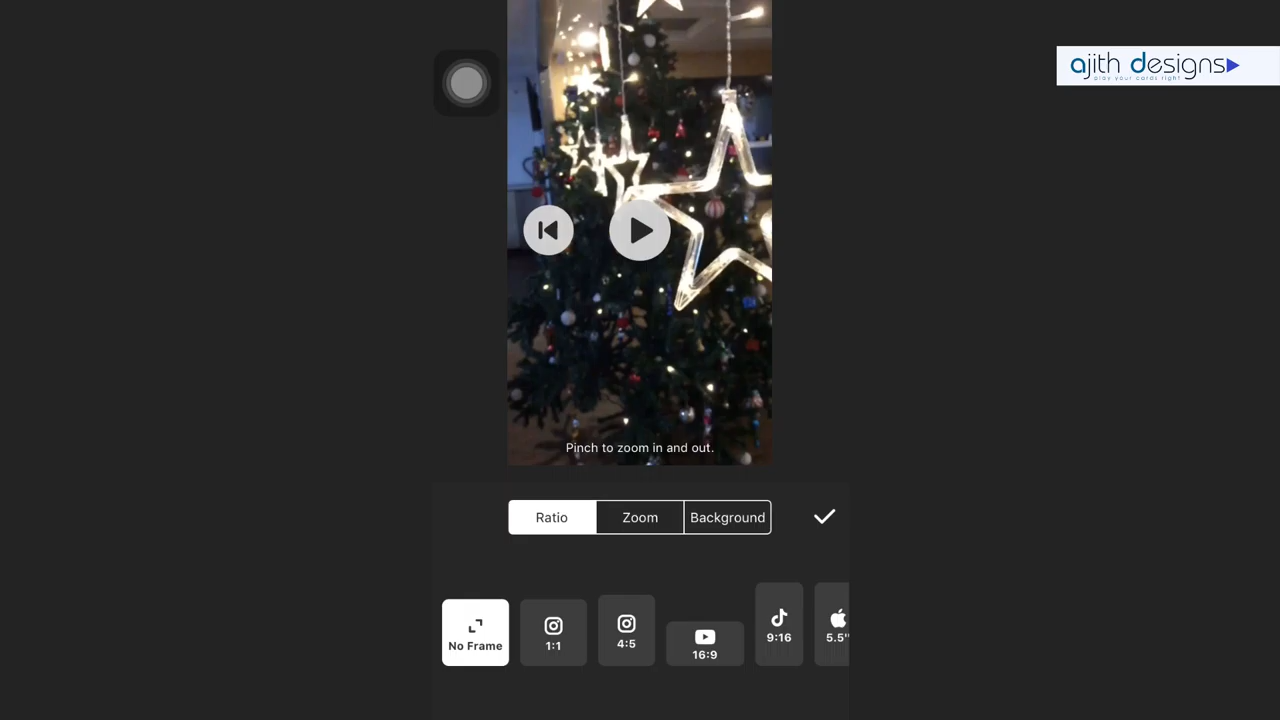 ajith designs
play your cards right
Pinch to zoom in and out.
Ratio
Zoom
Background
No Frame
1:1
4:5
16:9
9:16
5.5"